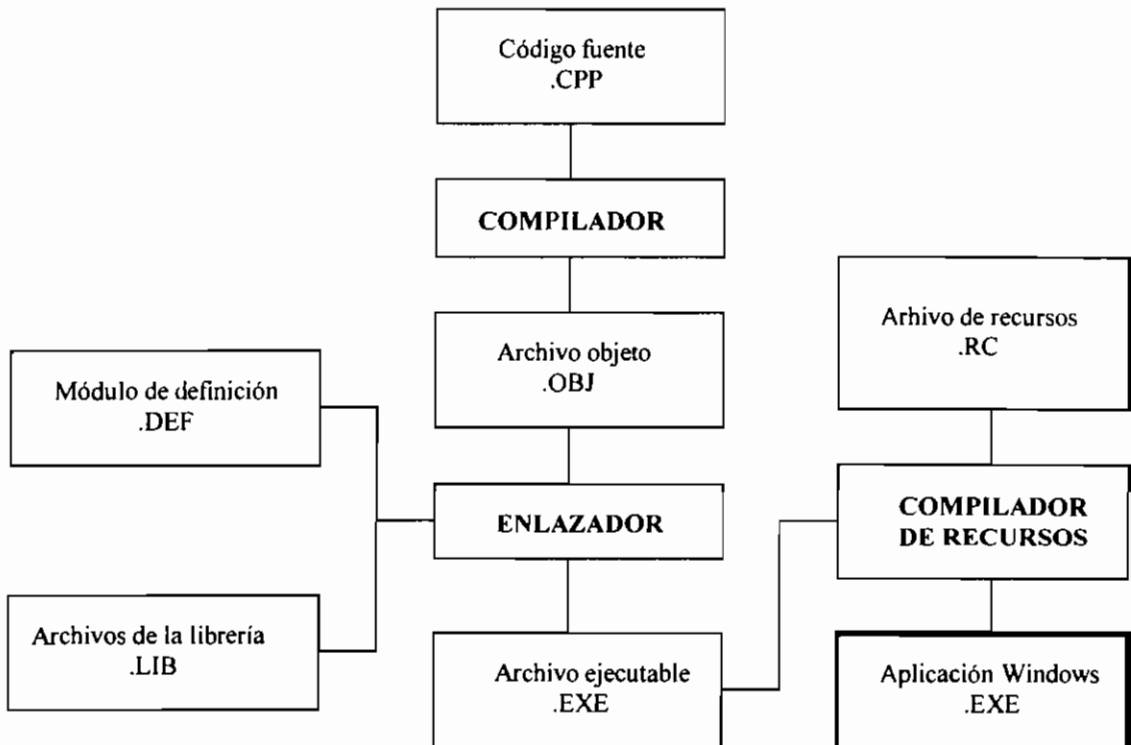 Código fuente
.CPP
COMPILADOR
Archivo objeto
.OBJ
Arhivo de recursos
.RC
Módulo de definición
.DEF
ENLAZADOR
COMPILADOR
DE RECURSOS
Archivos de la librería
.LIB
Archivo ejecutable
.EXE
Aplicación Windows
.EXE